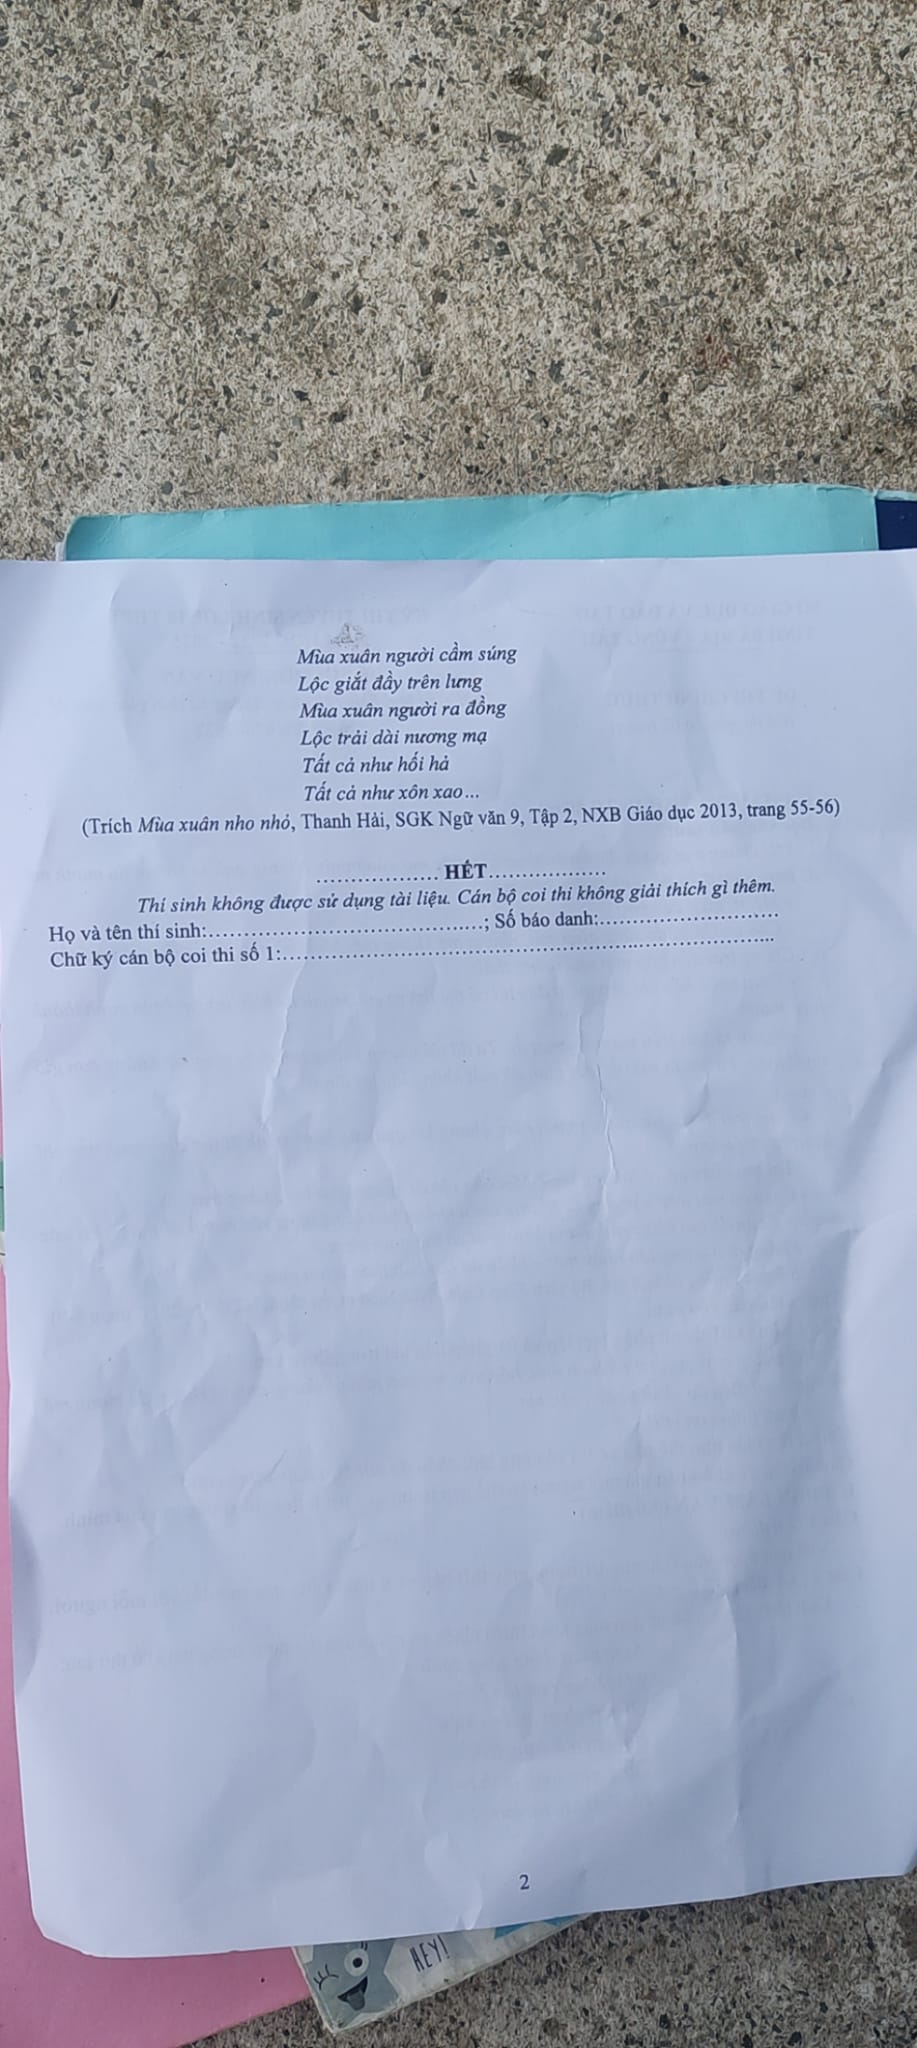 Mùa xuân người cầm súng
Lộc giắt đầy trên lưng
Mùa xuân người ra đồng
Lộc trải dài nương mạ
Tất cả như hối hả
Tất cả như xôn xao...
(Trích Mùa xuân nho nhỏ, Thanh Hải, SGK Ngữ văn 9, Tập 2, NXB Giáo dục 2013, trang 55-56)
.................. HẾT...................
Thí sinh không được sử dụng tài liệu. Cán bộ coi thi không giải thích gì thêm.
Họ và tên thí sinh:............................................; Số báo danh:............................
Chữ ký cán bộ coi thi số 1:...............................................................................
2
HEY!